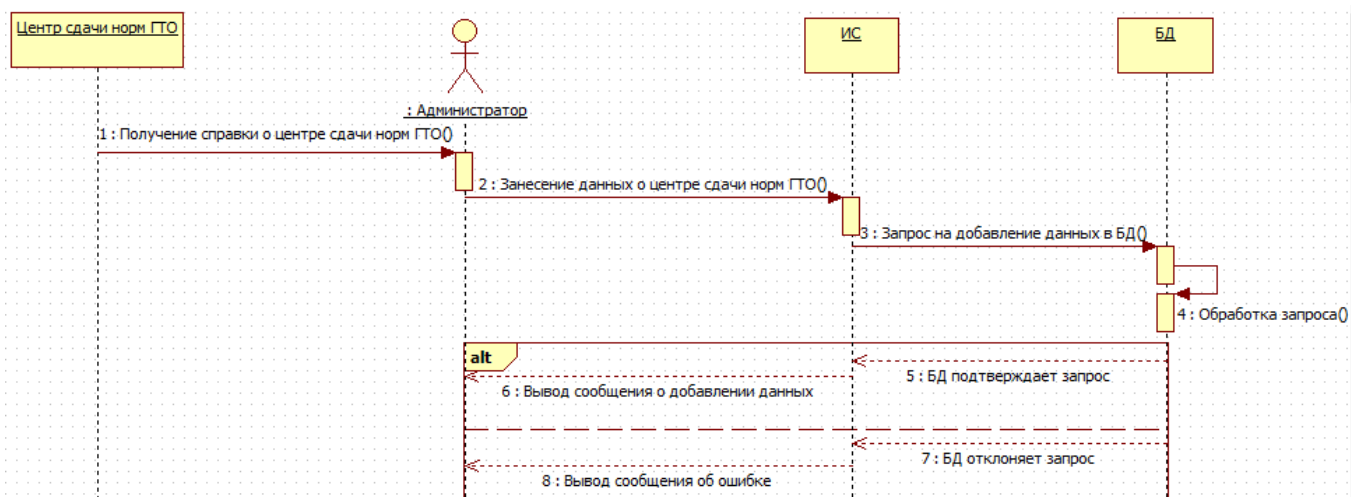 Центр сдачи норм ГТО
ИС
БД
: Администратор
1 : Получение справки о центре сдачи норм ГТО()
2 : Занесение данных о центре сдачи норм ГТО()
3 : Запрос на добавление данных в БД()
4 : Обработка запроса()
alt
5 : БД подтверждает запрос
6 : Вывод сообщения о добавлении данных
7 : БД отклоняет запрос
8 : Вывод сообщения об ошибке